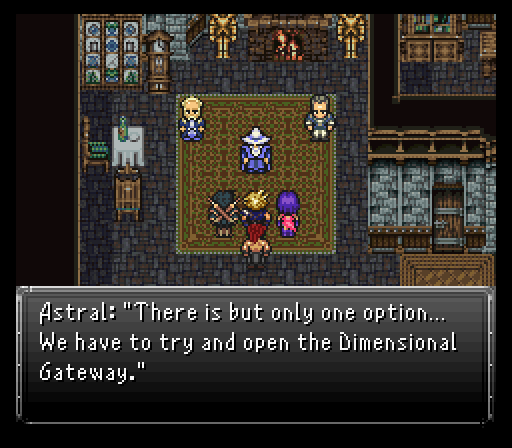 Astral: "There is but only one option...
We have to try and open the Dimensional
Gateway."